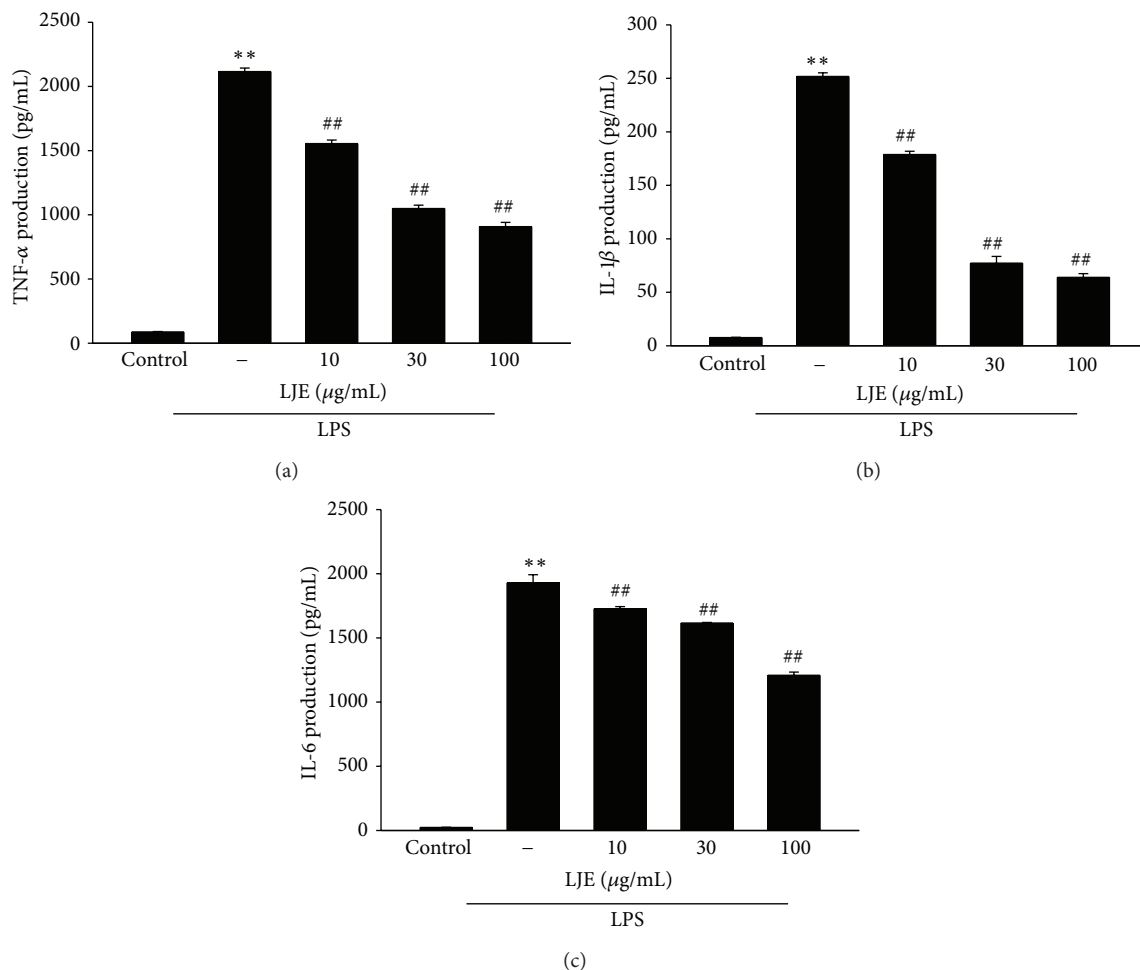 TNF-α production (pg/mL)
2500
2000
1500
1000
500
0
**
##
##
##
Control – 10 30 100
LJE (μg/mL)
LPS
(a)
IL-1β production (pg/mL)
300
250
200
150
100
50
0
**
##
##
##
Control – 10 30 100
LJE (μg/mL)
LPS
(b)
IL-6 production (pg/mL)
2500
2000
1500
1000
500
0
**
##
##
##
Control – 10 30 100
LJE (μg/mL)
LPS
(c)